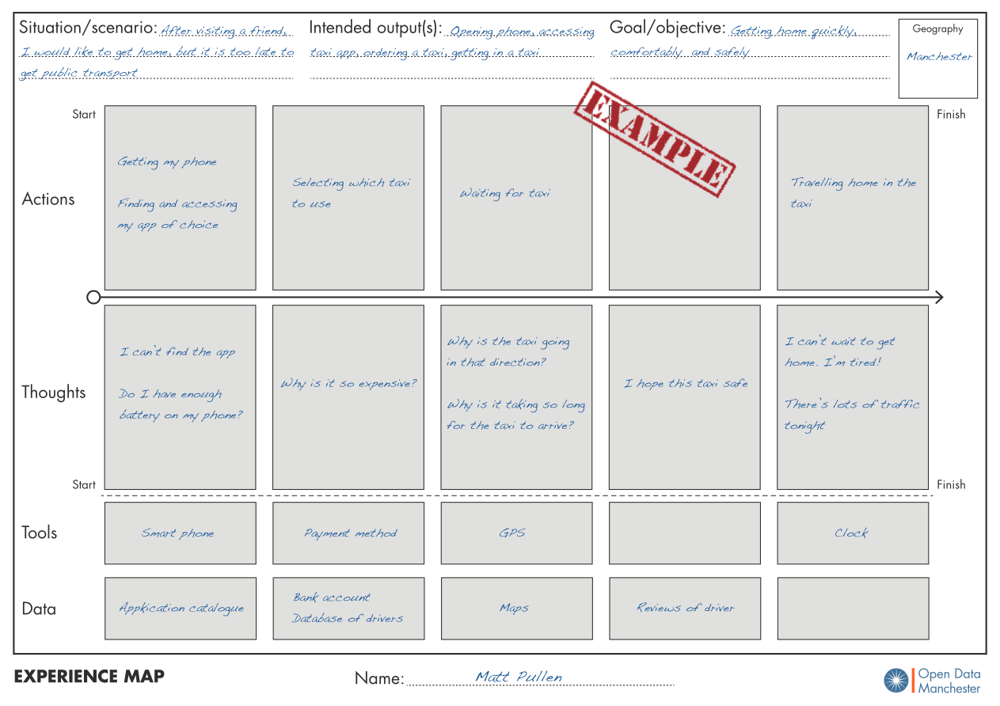 Situation/scenario: After visiting a friend,
I would like to get home, but it is too late to
get public transport
Intended output(s): Opening phone, accessing
taxi app, ordering a taxi, getting in a taxi
Goal/objective: Getting home quickly,
comfortably and safely
Geography
Manchester
EXAMPLE
Start
Finish
Actions
Getting my phone
Finding and accessing
my app of choice
Selecting which taxi
to use
Waiting for taxi
Travelling home in the
taxi
Thoughts
I can't find the app
Do I have enough
battery on my phone?
Why is it so expensive?
Why is the taxi going
in that direction?
Why is it taking so long
for the taxi to arrive?
I hope this taxi safe
I can't wait to get
home. I'm tired!
There's lots of traffic
tonight
Start
Finish
Tools
Smart phone
Payment method
GPS
Clock
Data
Appkication catalogue
Bank account
Database of drivers
Maps
Reviews of driver
EXPERIENCE MAP
Name: Matt Pullen
Open Data
Manchester